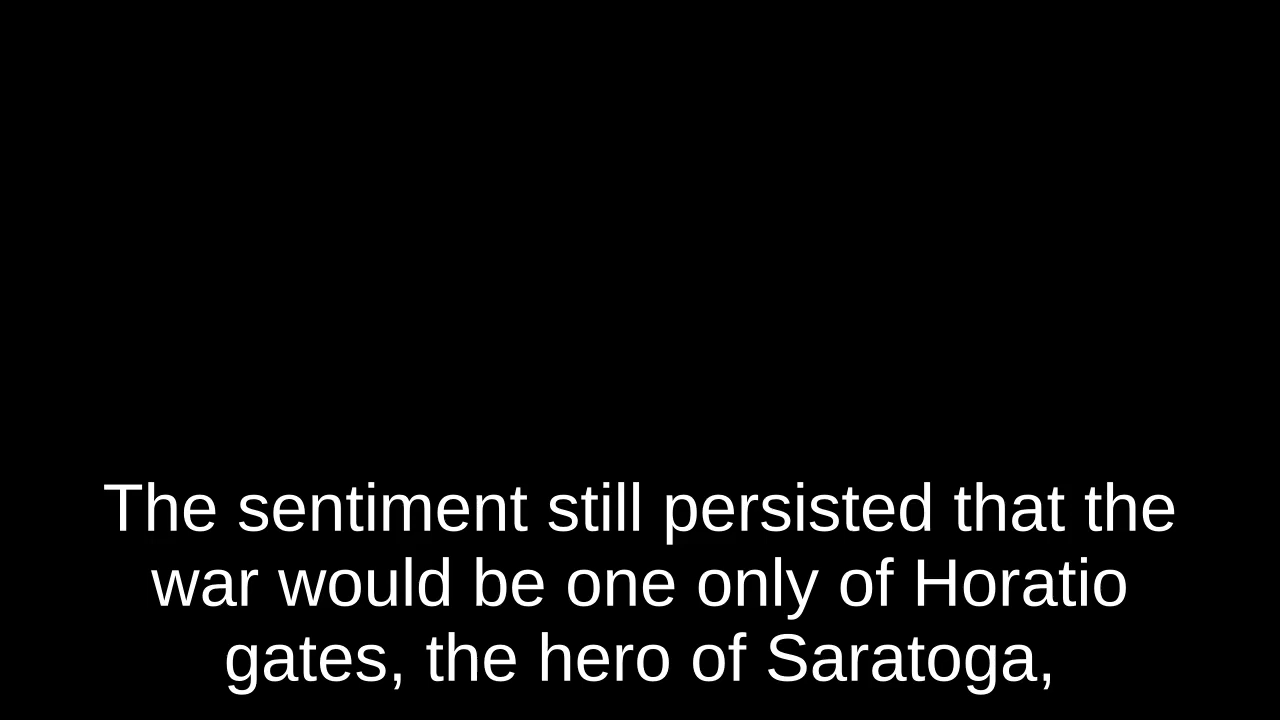 The sentiment still persisted that the
war would be one only of Horatio
gates, the hero of Saratoga,